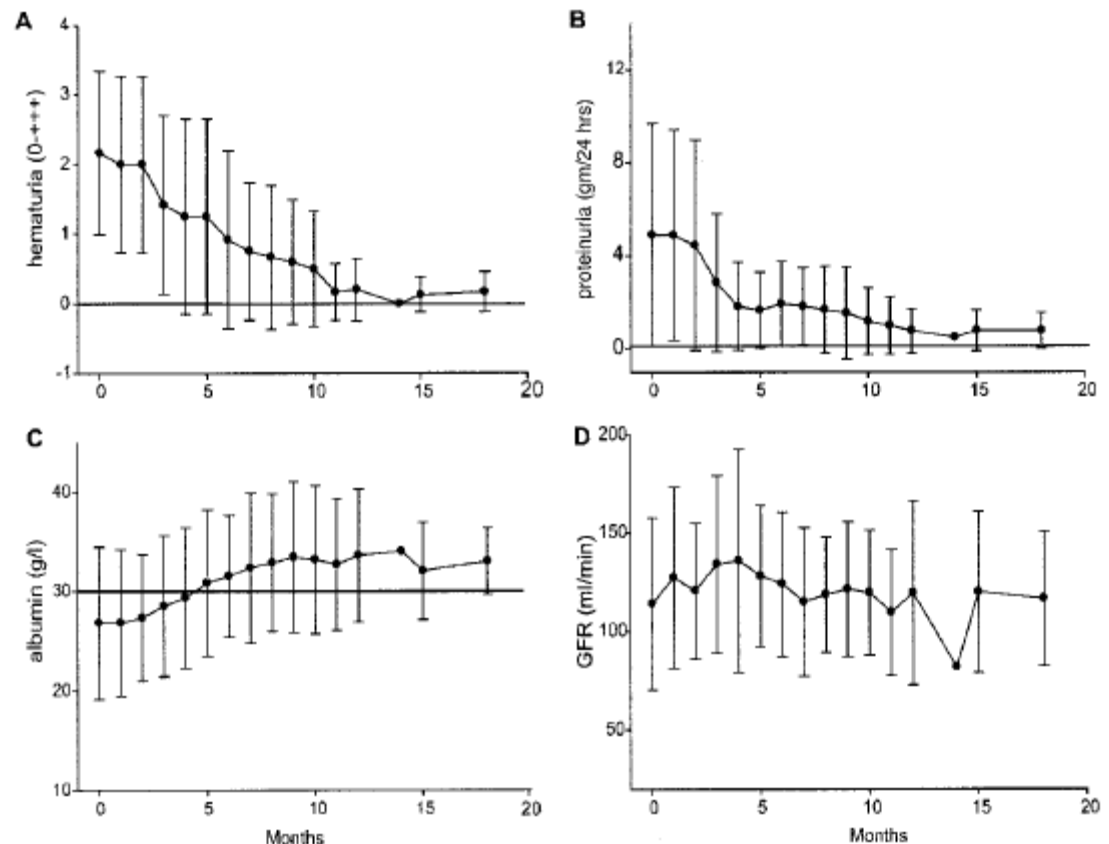 A
hematuria (0-+++)
4
3
2
1
0
-1
0 5 10 15 20
B
proteinuria (gm/24 hrs)
12
8
4
0
0 5 10 15 20
C
albumin (g/l)
40
30
20
10
0 5 10 15 20
Months
D
GFR (ml/min)
200
150
100
50
0 5 10 15 20
Months